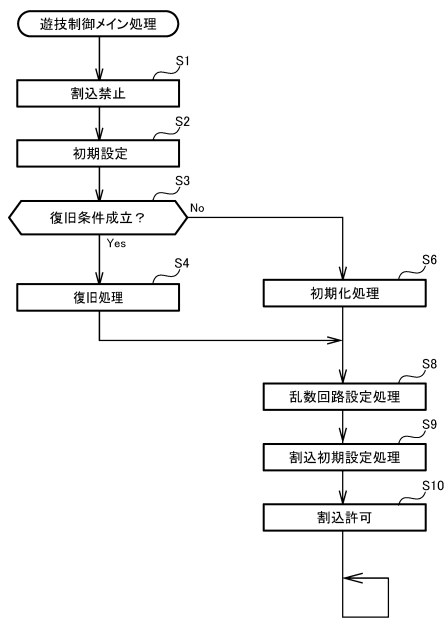 遊技制御メイン処理
S1
割込禁止
S2
初期設定
S3
復旧条件成立？
No
Yes
S4
復旧処理
S6
初期化処理
S8
乱数回路設定処理
S9
割込初期設定処理
S10
割込許可